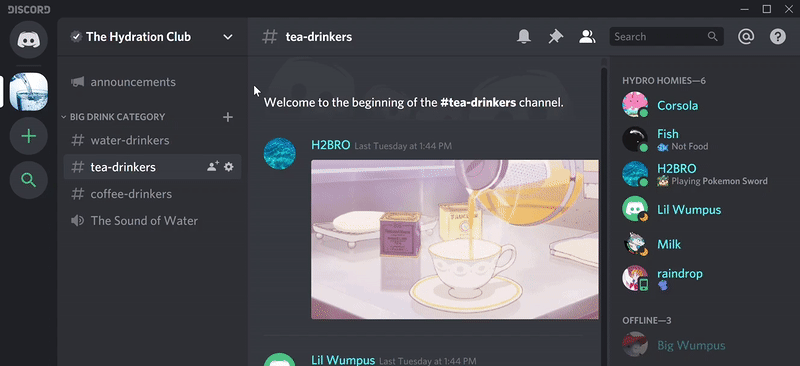 DISCORD
The Hydration Club
tea-drinkers
Search
announcements
BIG DRINK CATEGORY
water-drinkers
tea-drinkers
coffee-drinkers
The Sound of Water
Welcome to the beginning of the #tea-drinkers channel.
H2BRO Last Tuesday at 1:44 PM
Lil Wumpus Last Tuesday at 1:44 PM
HYDRO HOMIES—6
Corsola
Fish
Not Food
H2BRO
Playing Pokemon Sword
Lil Wumpus
Milk
raindrop
OFFLINE—3
Big Wumpus